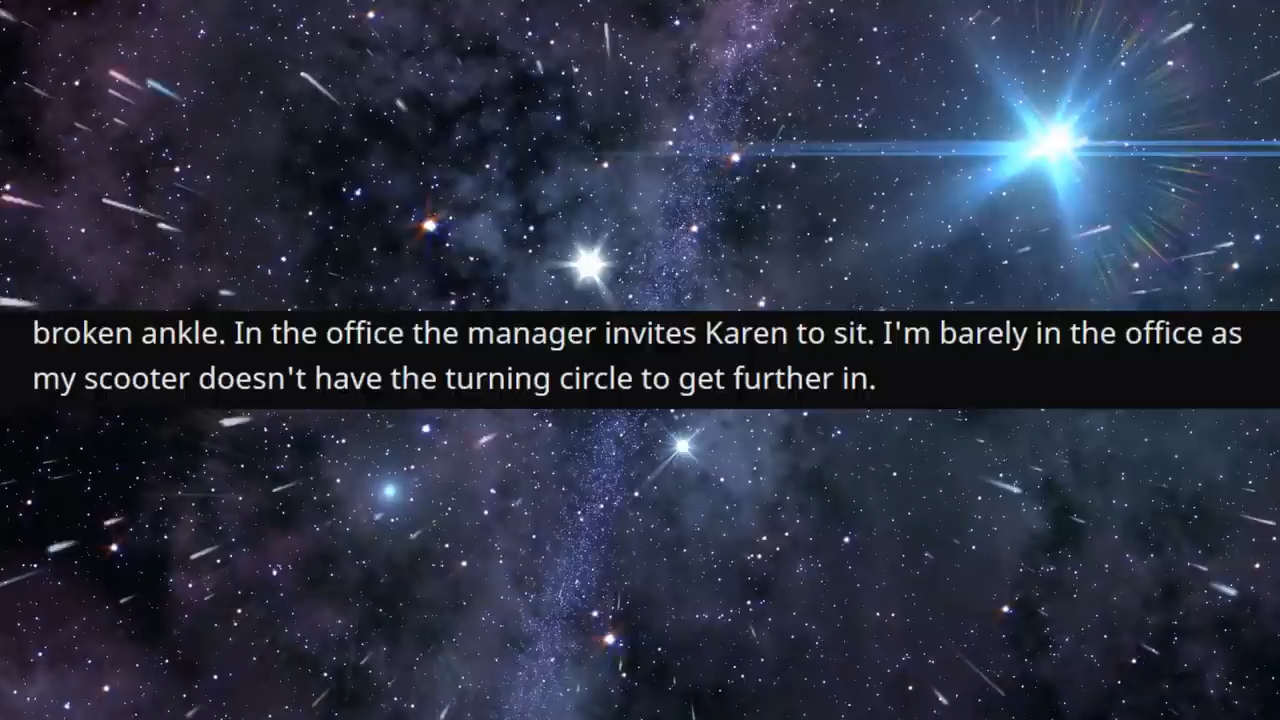 broken ankle. In the office the manager invites Karen to sit. I'm barely in the office as
my scooter doesn't have the turning circle to get further in.